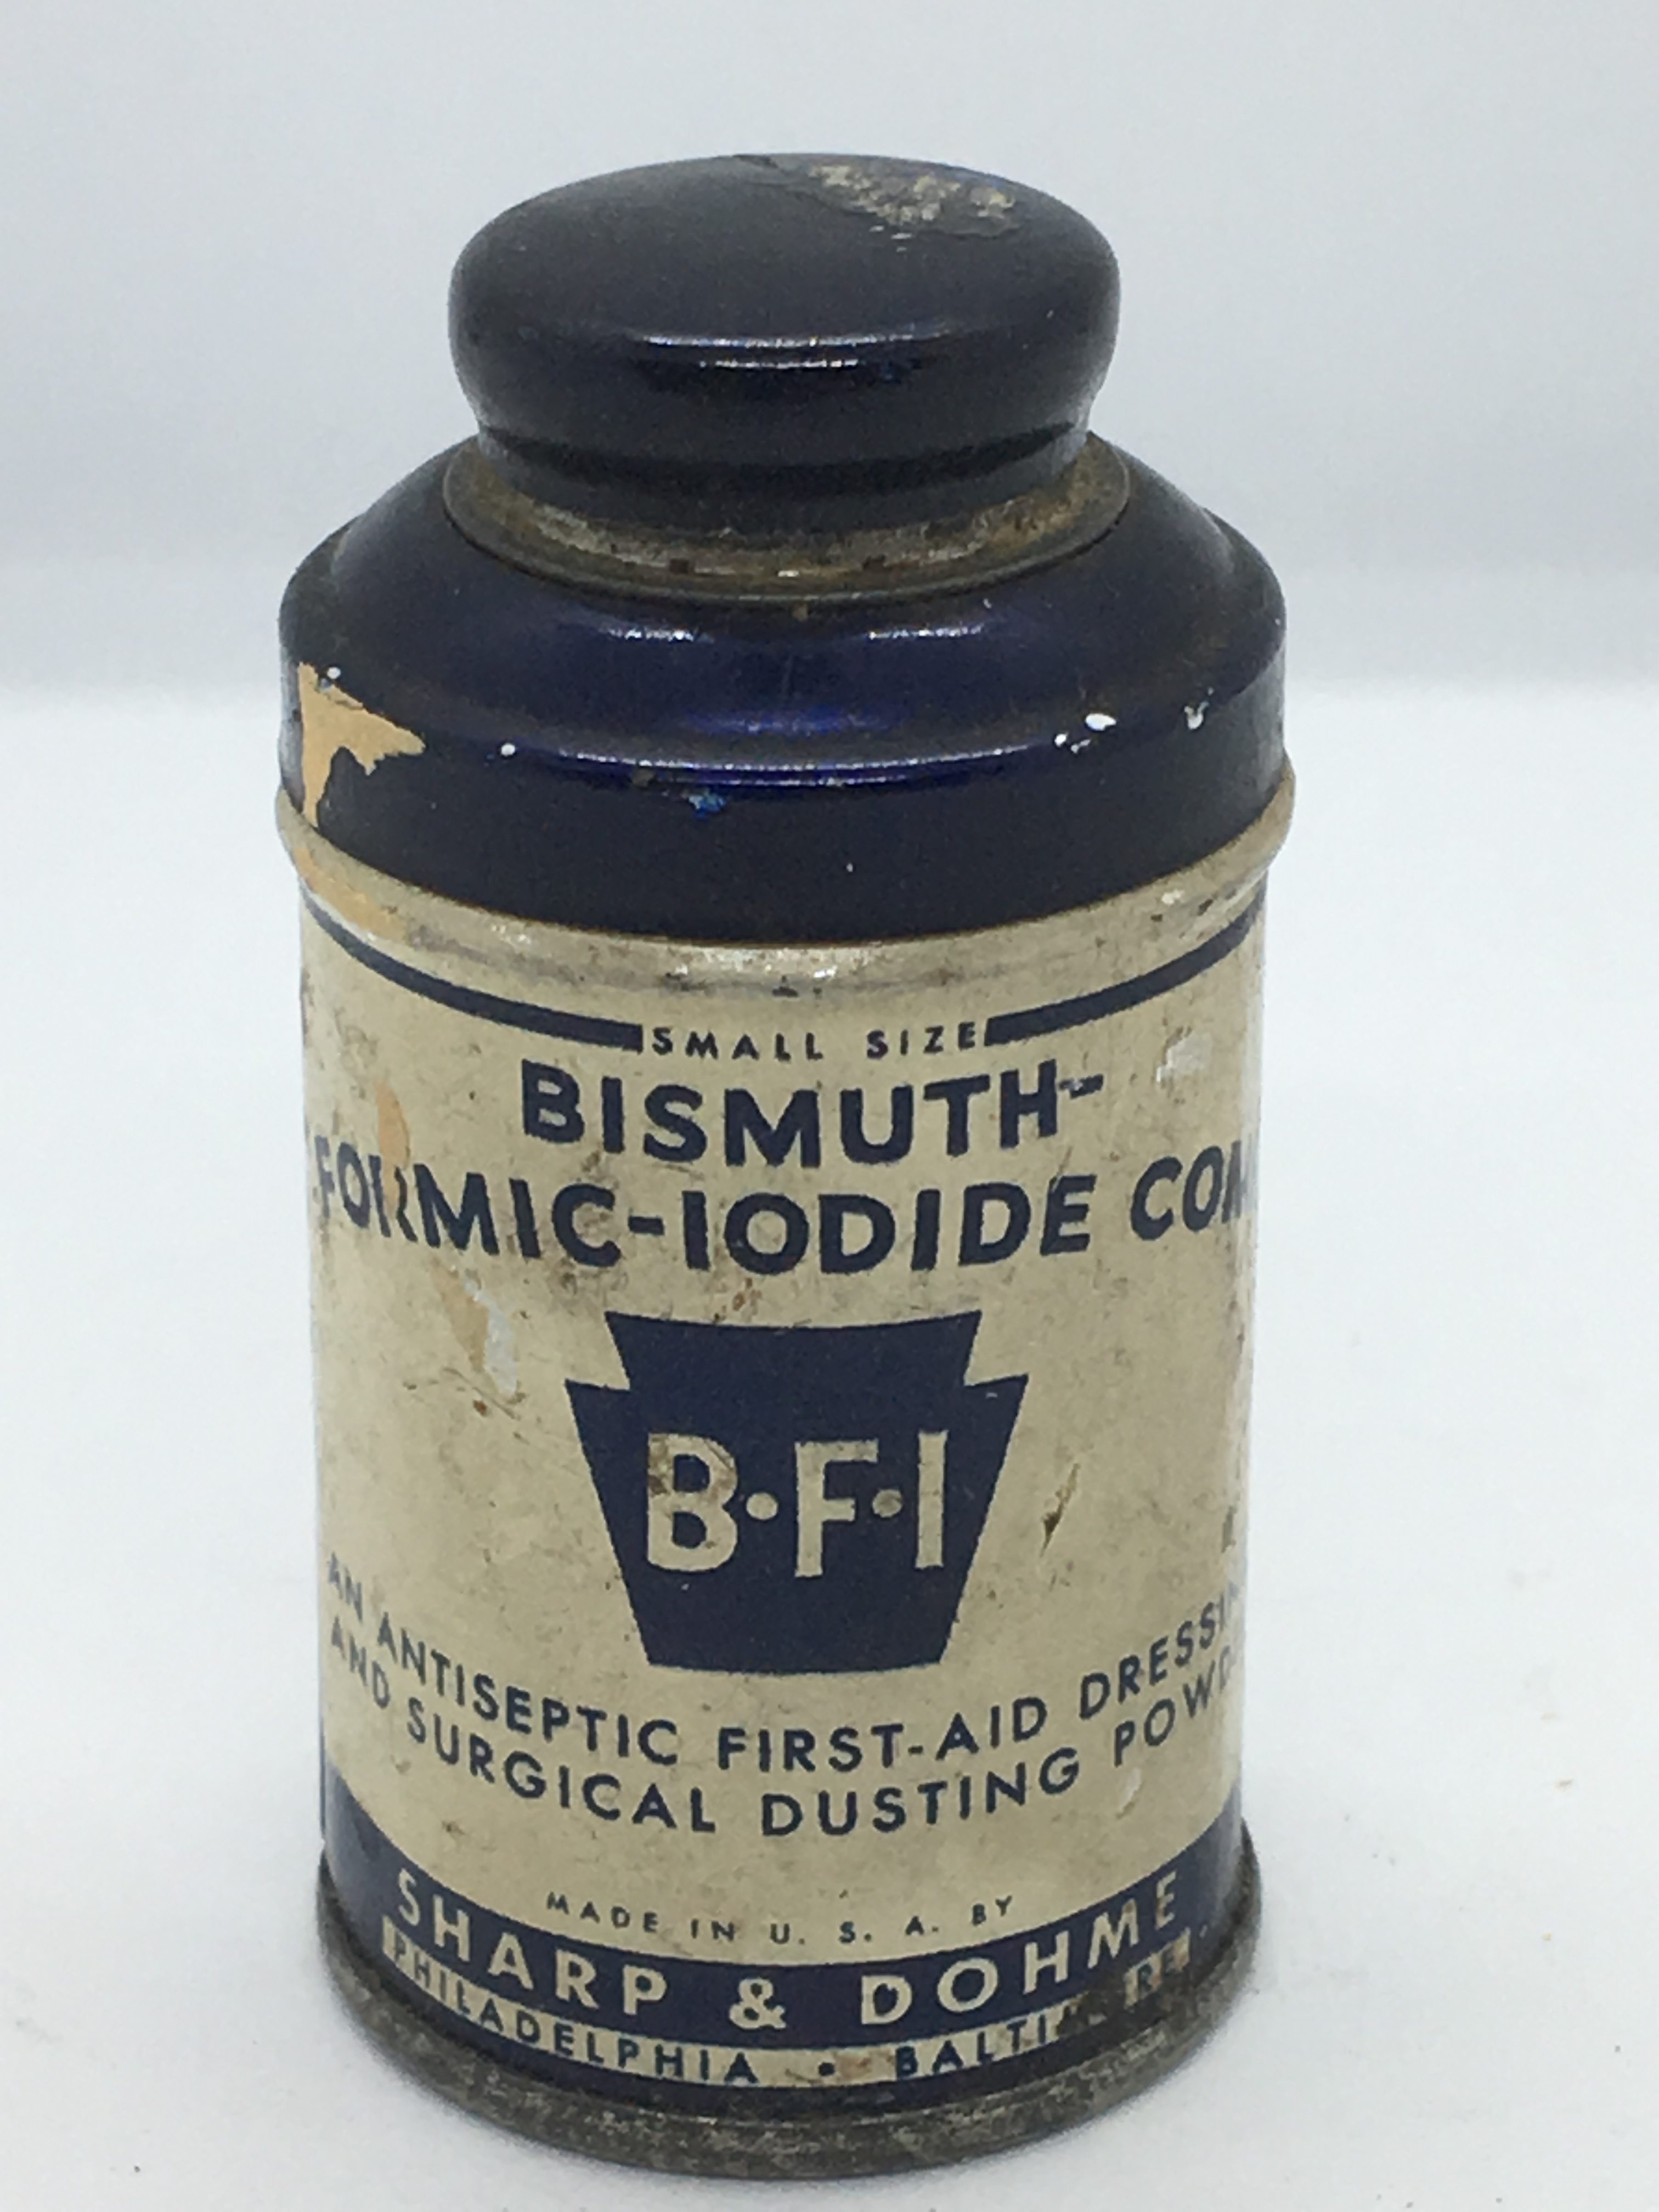 SMALL SIZE
BISMUTH-
FORMIC-IODIDE COM
B·F·I
AN ANTISEPTIC FIRST-AID DRESSIN
AND SURGICAL DUSTING POWD
MADE IN U. S. A. BY
SHARP & DOHME
PHILADELPHIA • BALTI RE